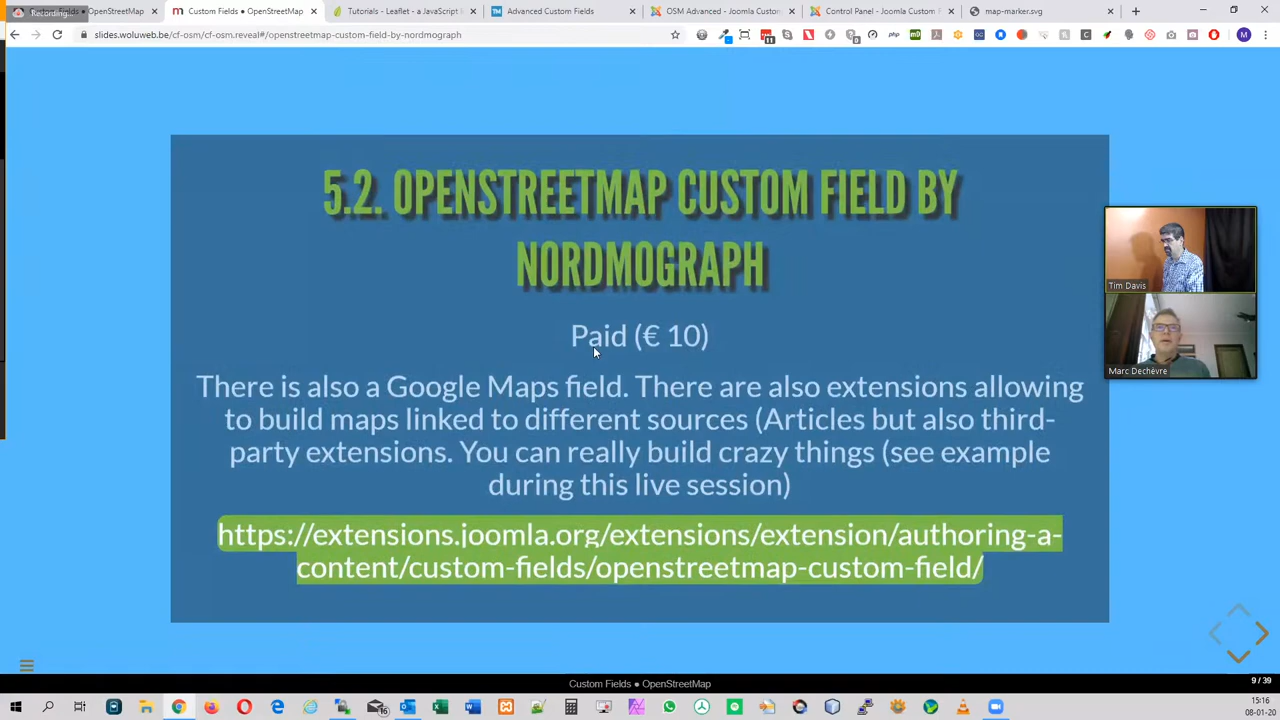 Recording...
Custom Fields ● OpenStreetMap
Custom Fields ● OpenStreetMap
Tutorials - Leaflet - a JavaScript
Advanced Custom Fields
OSM Advanced - Joomla
Control Panel - Joomla Custom F
map-marker.svg
slides.woluweb.be/cf-osm/cf-osm.reveal#/openstreetmap-custom-field-by-nordmograph
5.2. OPENSTREETMAP CUSTOM FIELD BY
NORDMOGRAPH
Paid (€ 10)
There is also a Google Maps field. There are also extensions allowing
to build maps linked to different sources (Articles but also third-
party extensions. You can really build crazy things (see example
during this live session)
https://extensions.joomla.org/extensions/extension/authoring-a-
content/custom-fields/openstreetmap-custom-field/
Tim Davis
Marc Dechèvre
Custom Fields ● OpenStreetMap
9 / 39
15:16
08-01-20